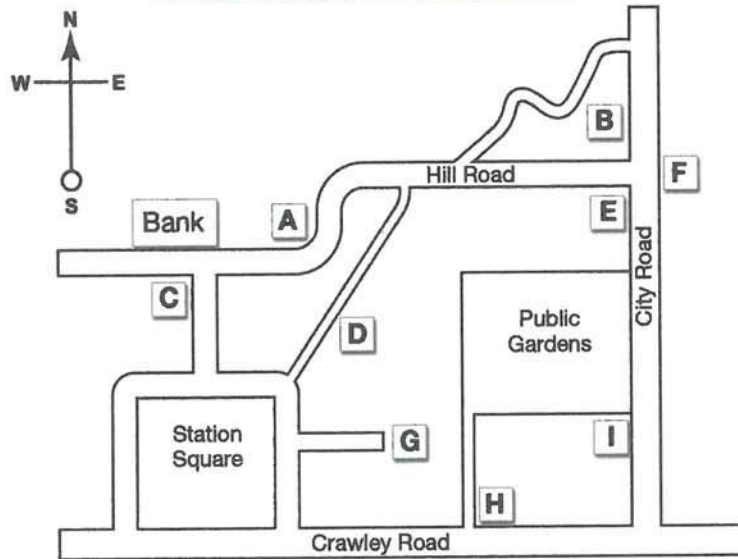 N
W E
S
B
Hill Road
F
Bank
A
E
C
City Road
D
Public
Gardens
Station
Square
G
I
H
Crawley Road